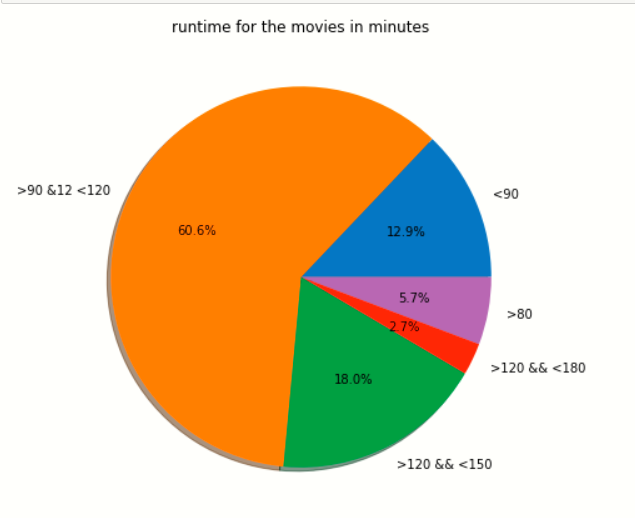 runtime for the movies in minutes
>90 &12 <120
<90
60.6%
12.9%
5.7%
>80
2.7%
>120 && <180
18.0%
>120 && <150